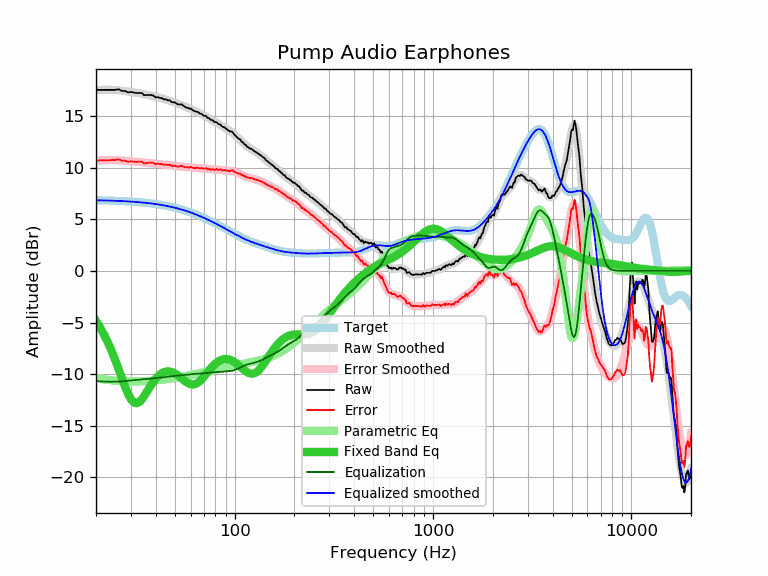 Pump Audio Earphones
Amplitude (dBr)
15
10
5
0
−5
−10
−15
−20
Target
Raw Smoothed
Error Smoothed
Raw
Error
Parametric Eq
Fixed Band Eq
Equalization
Equalized smoothed
100
1000
10000
Frequency (Hz)